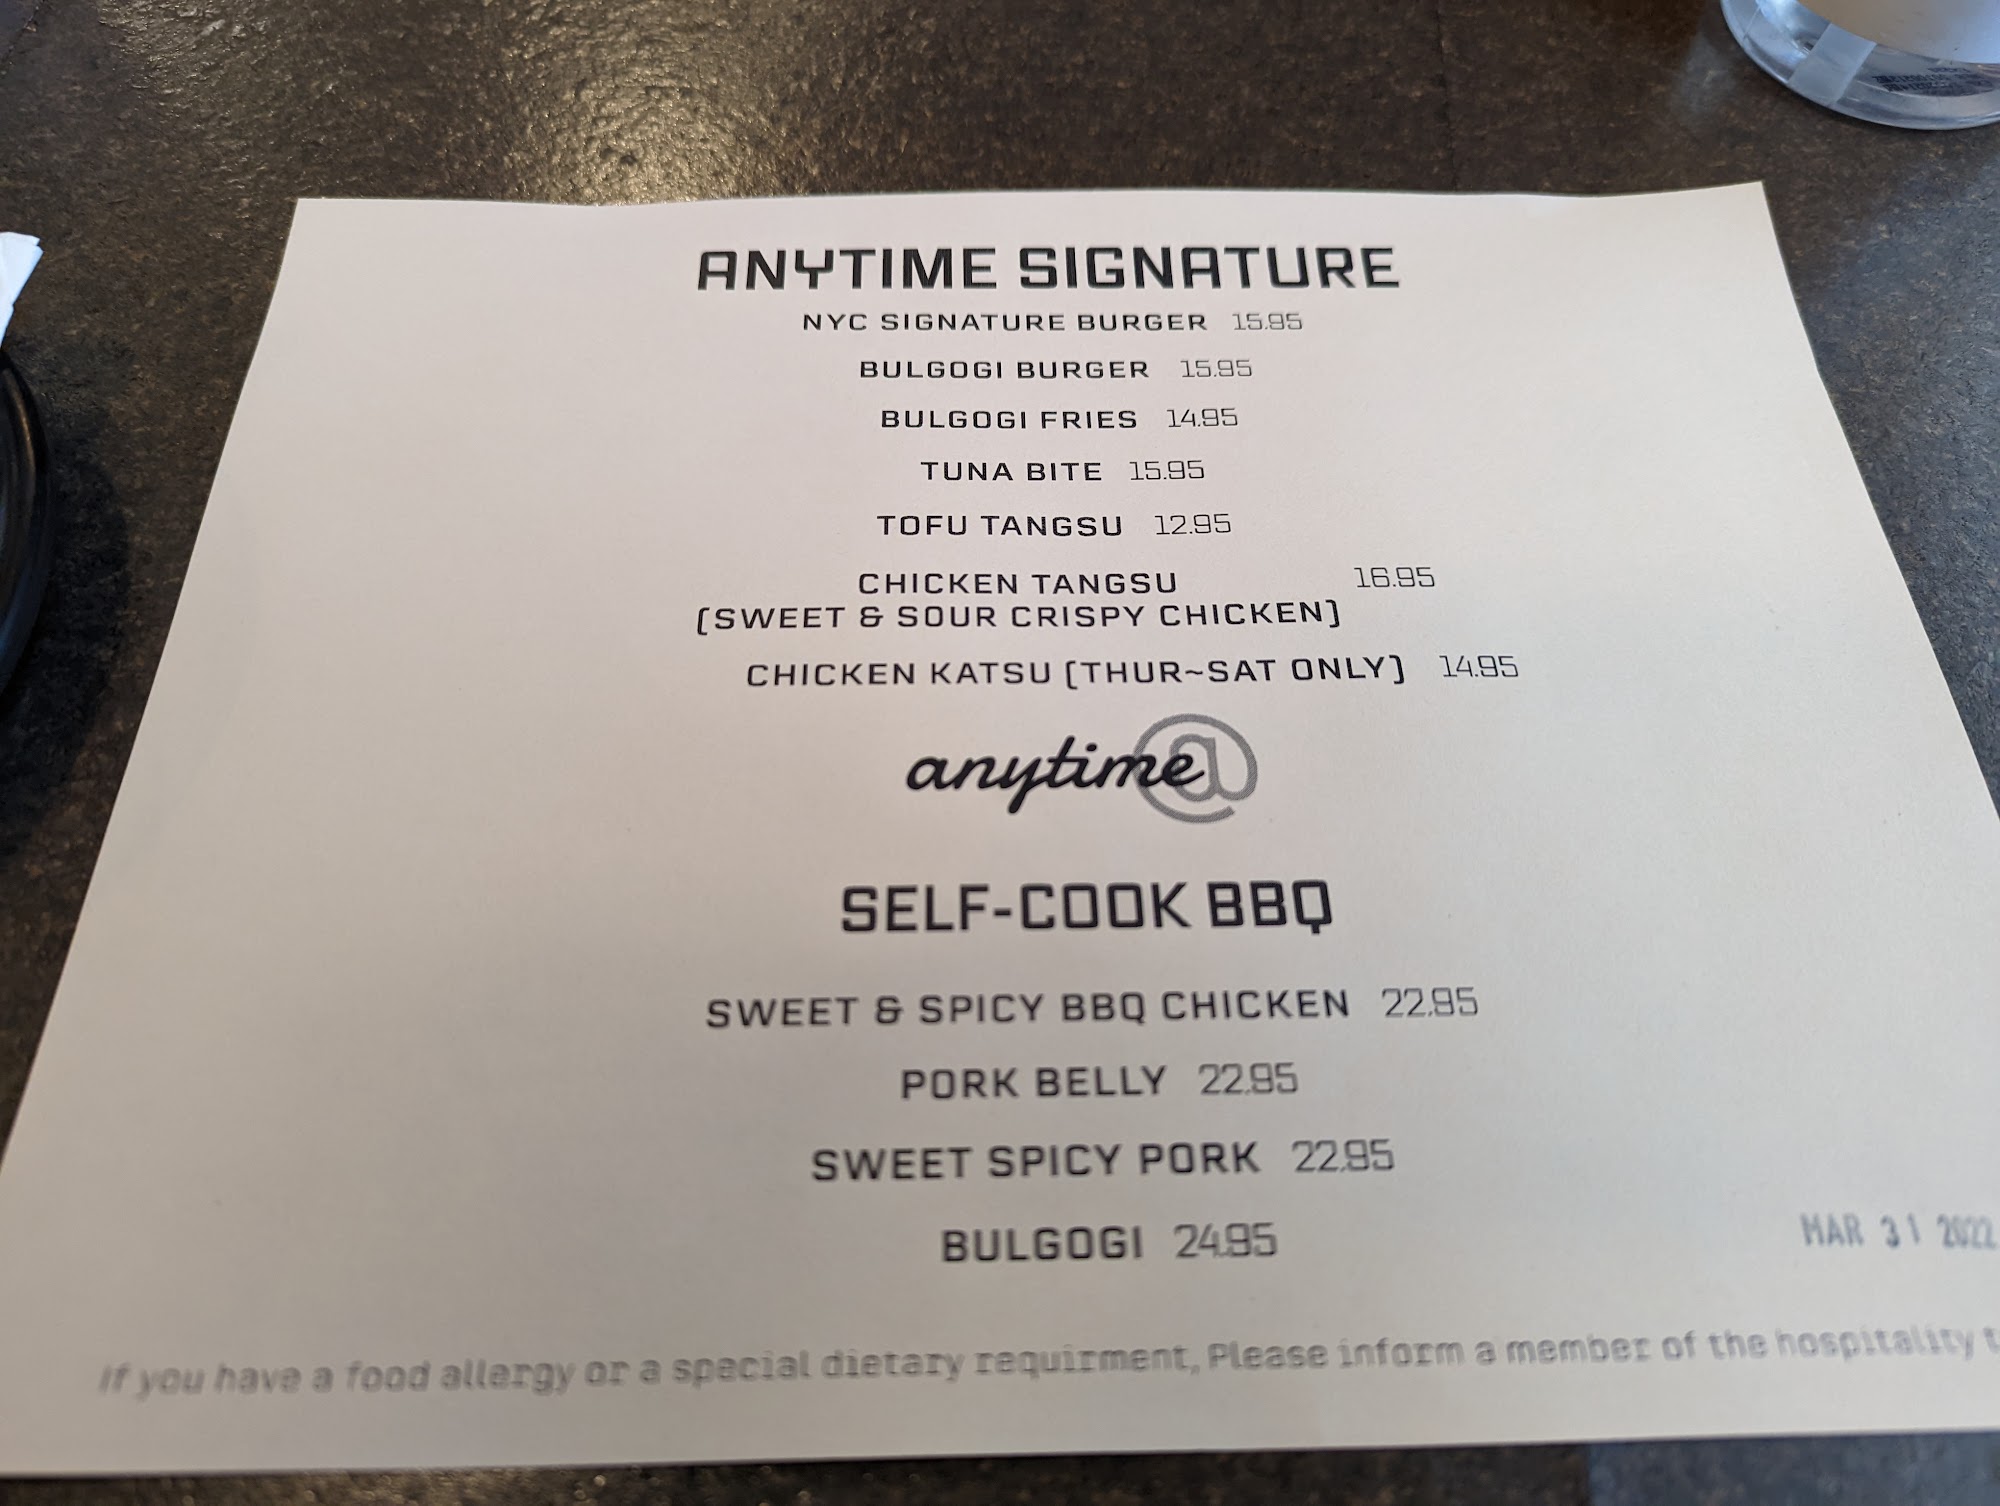 ANYTIME SIGNATURE
NYC SIGNATURE BURGER 15.95
BULGOGI BURGER 15.95
BULGOGI FRIES 14.95
TUNA BITE 15.95
TOFU TANGSU 12.95
CHICKEN TANGSU 16.95
[SWEET & SOUR CRISPY CHICKEN]
CHICKEN KATSU [THUR~SAT ONLY] 14.95
anytime@
SELF-COOK BBQ
SWEET & SPICY BBQ CHICKEN 22.95
PORK BELLY 22.95
SWEET SPICY PORK 22.95
BULGOGI 24.95
MAR 31 2022
If you have a food allergy or a special dietary requirment, Please inform a member of the hospitality